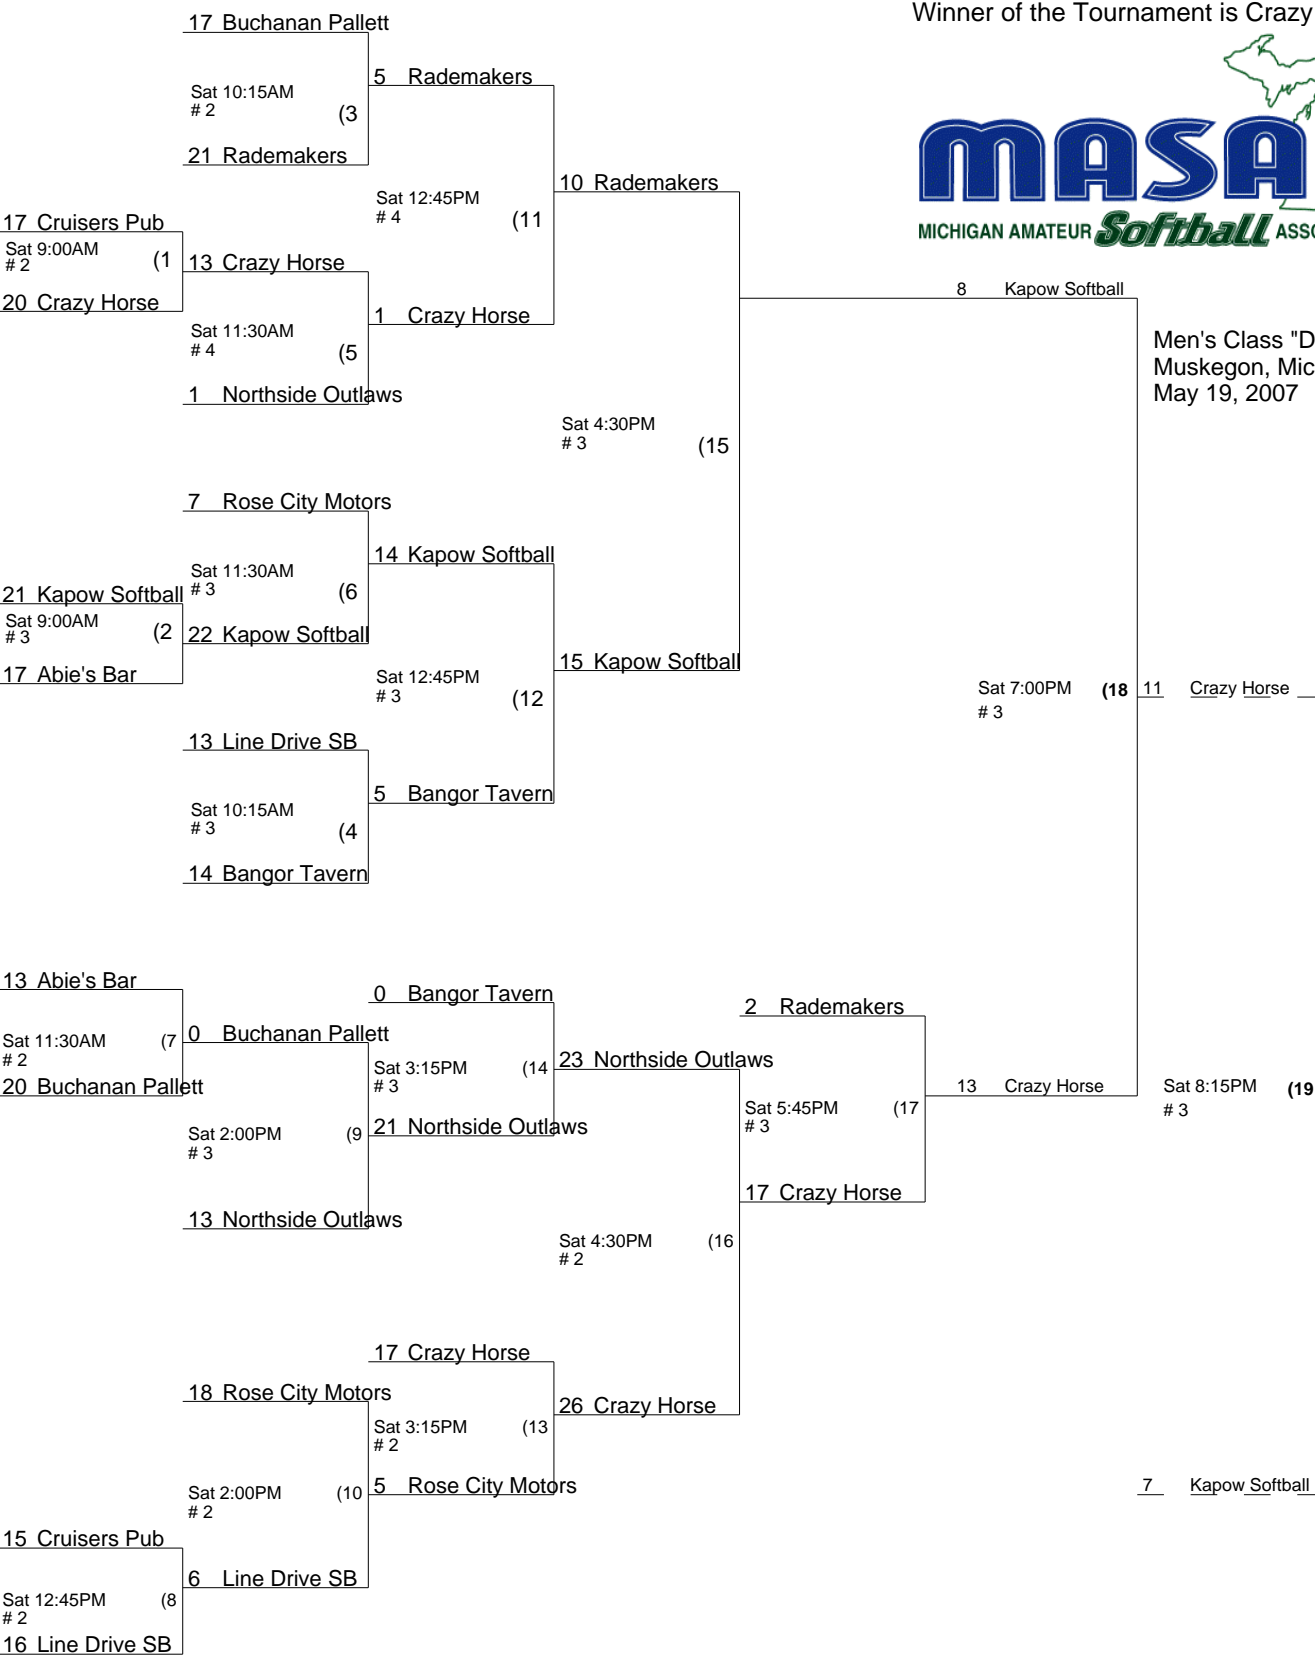 Winner of the Tournament is Crazy
17 Buchanan Pallett
5 Rademakers
Sat 10:15AM
# 2 (3
21 Rademakers
10 Rademakers
Sat 12:45PM
# 4 (11
MASA
MICHIGAN AMATEUR Softball
17 Cruisers Pub
Sat 9:00AM
# 2 (1
13 Crazy Horse
20 Crazy Horse
1 Crazy Horse
Sat 11:30AM
# 4 (5
1 Northside Outlaws
8 Kapow Softball
Men's Class "D
Muskegon, Mic
May 19, 2007
Sat 4:30PM
# 3 (15
7 Rose City Motors
14 Kapow Softball
Sat 11:30AM
# 3 (6
21 Kapow Softball
Sat 9:00AM
# 3 (2
22 Kapow Softball
17 Abie's Bar
15 Kapow Softball
Sat 12:45PM
# 3 (12
Sat 7:00PM (18
# 3
11 Crazy Horse
13 Line Drive SB
5 Bangor Tavern
Sat 10:15AM
# 3 (4
14 Bangor Tavern
13 Abie's Bar
0 Bangor Tavern
2 Rademakers
Sat 11:30AM (7
# 2
0 Buchanan Pallett
20 Buchanan Pallett
Sat 3:15PM (14
# 3
23 Northside Outlaws
13 Crazy Horse
Sat 8:15PM (19
# 3
Sat 5:45PM (17
# 3
Sat 2:00PM (9
# 3
21 Northside Outlaws
13 Northside Outlaws
17 Crazy Horse
Sat 4:30PM (16
# 2
17 Crazy Horse
18 Rose City Motors
26 Crazy Horse
Sat 3:15PM (13
# 2
Sat 2:00PM (10
# 2
5 Rose City Motors
7 Kapow Softball
15 Cruisers Pub
6 Line Drive SB
Sat 12:45PM (8
# 2
16 Line Drive SB